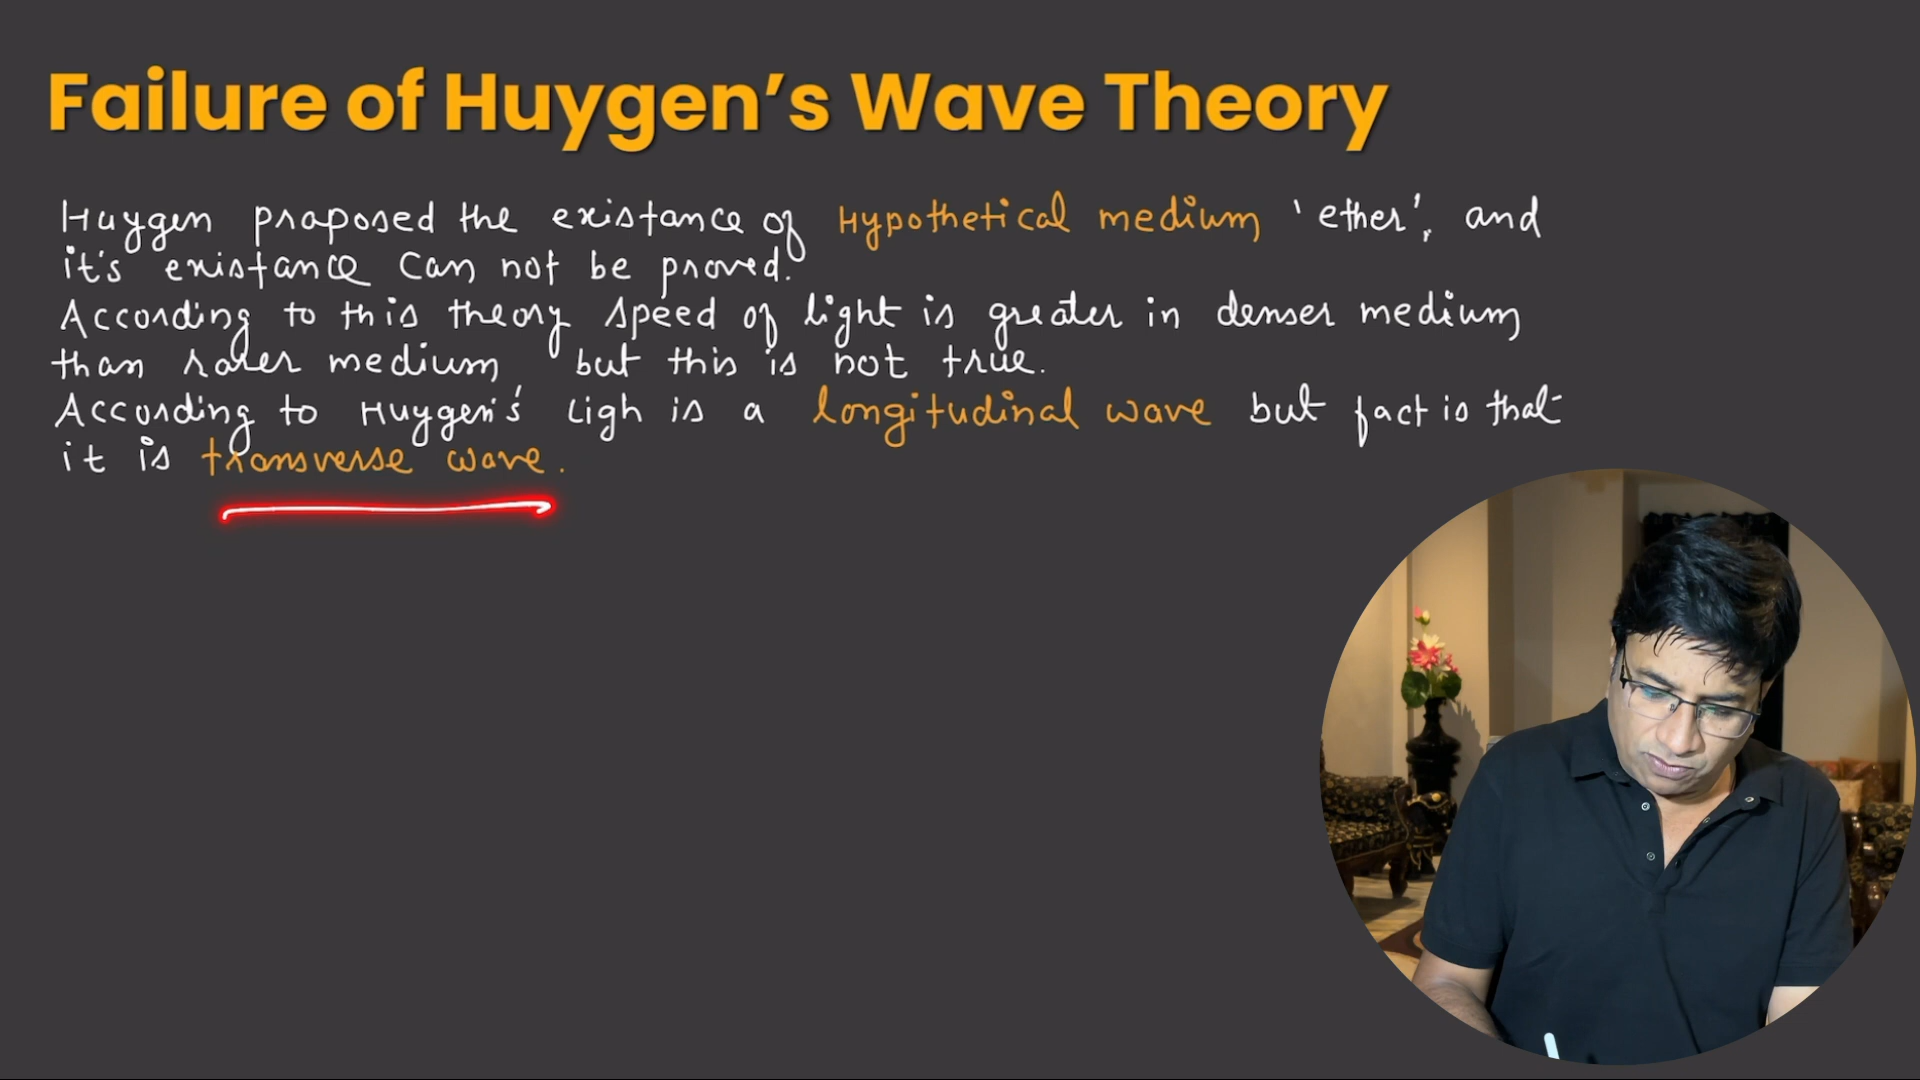 Failure of Huygen’s Wave Theory
Huygen proposed the existance of Hypothetical medium 'ether', and
it's existance can not be proved.
According to this theory speed of light is greater in denser medium
than rarer medium but this is not true.
According to Huygen's Ligh is a longitudinal wave but fact is that
it is transverse wave.